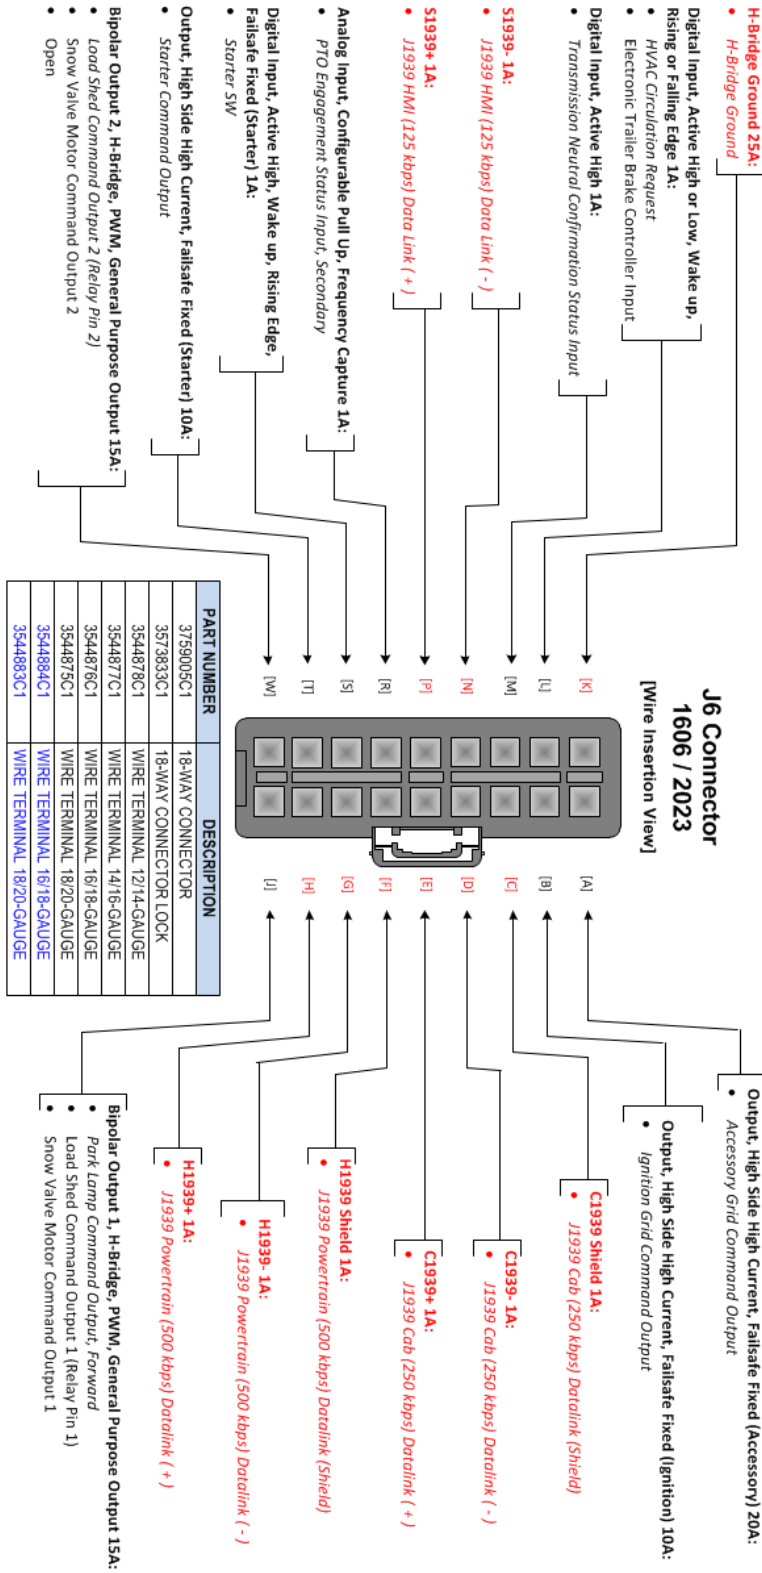 J6 Connector
1606 / 2023
[Wire Insertion View]
H-Bridge Ground 25A:
• H-Bridge Ground
Digital Input, Active High or Low, Wake up,
Rising or Falling Edge 1A:
• HVAC Circulation Request
• Electronic Trailer Brake Controller Input
Digital Input, Active High 1A:
• Transmission Neutral Confirmation Status Input
S1939- 1A:
• J1939 HMI (125 kbps) Data Link ( - )
S1939+ 1A:
• J1939 HMI (125 kbps) Data Link ( + )
Analog Input, Configurable Pull Up, Frequency Capture 1A:
• PTO Engagement Status Input, Secondary
Digital Input, Active High, Wake up, Rising Edge,
Failsafe Fixed (Starter) 1A:
• Starter SW
Output, High Side High Current, Failsafe Fixed (Starter) 10A:
• Starter Command Output
Bipolar Output 2, H-Bridge, PWM, General Purpose Output 15A:
• Load Shed Command Output 2 (Relay Pin 2)
• Snow Valve Motor Command Output 2
• Open
[K]
[L]
[M]
[N]
[P]
[R]
[S]
[T]
[W]
[A]
[B]
[C]
[D]
[E]
[F]
[G]
[H]
[J]
Output, High Side High Current, Failsafe Fixed (Accessory) 20A:
• Accessory Grid Command Output
Output, High Side High Current, Failsafe Fixed (Ignition) 10A:
• Ignition Grid Command Output
C1939 Shield 1A:
• J1939 Cab (250 kbps) Datalink (Shield)
C1939- 1A:
• J1939 Cab (250 kbps) Datalink ( - )
C1939+ 1A:
• J1939 Cab (250 kbps) Datalink ( + )
H1939 Shield 1A:
• J1939 Powertrain (500 kbps) Datalink (Shield)
H1939- 1A:
• J1939 Powertrain (500 kbps) Datalink ( - )
H1939+ 1A:
• J1939 Powertrain (500 kbps) Datalink ( + )
Bipolar Output 1, H-Bridge, PWM, General Purpose Output 15A:
• Park Lamp Command Output, Forward
• Load Shed Command Output 1 (Relay Pin 1)
• Snow Valve Motor Command Output 1
PART NUMBER DESCRIPTION
3759005C1 18-WAY CONNECTOR
3573833C1 18-WAY CONNECTOR LOCK
3544878C1 WIRE TERMINAL 12/14-GAUGE
3544877C1 WIRE TERMINAL 14/16-GAUGE
3544876C1 WIRE TERMINAL 16/18-GAUGE
3544875C1 WIRE TERMINAL 18/20-GAUGE
3544884C1 WIRE TERMINAL 16/18-GAUGE
3544883C1 WIRE TERMINAL 18/20-GAUGE